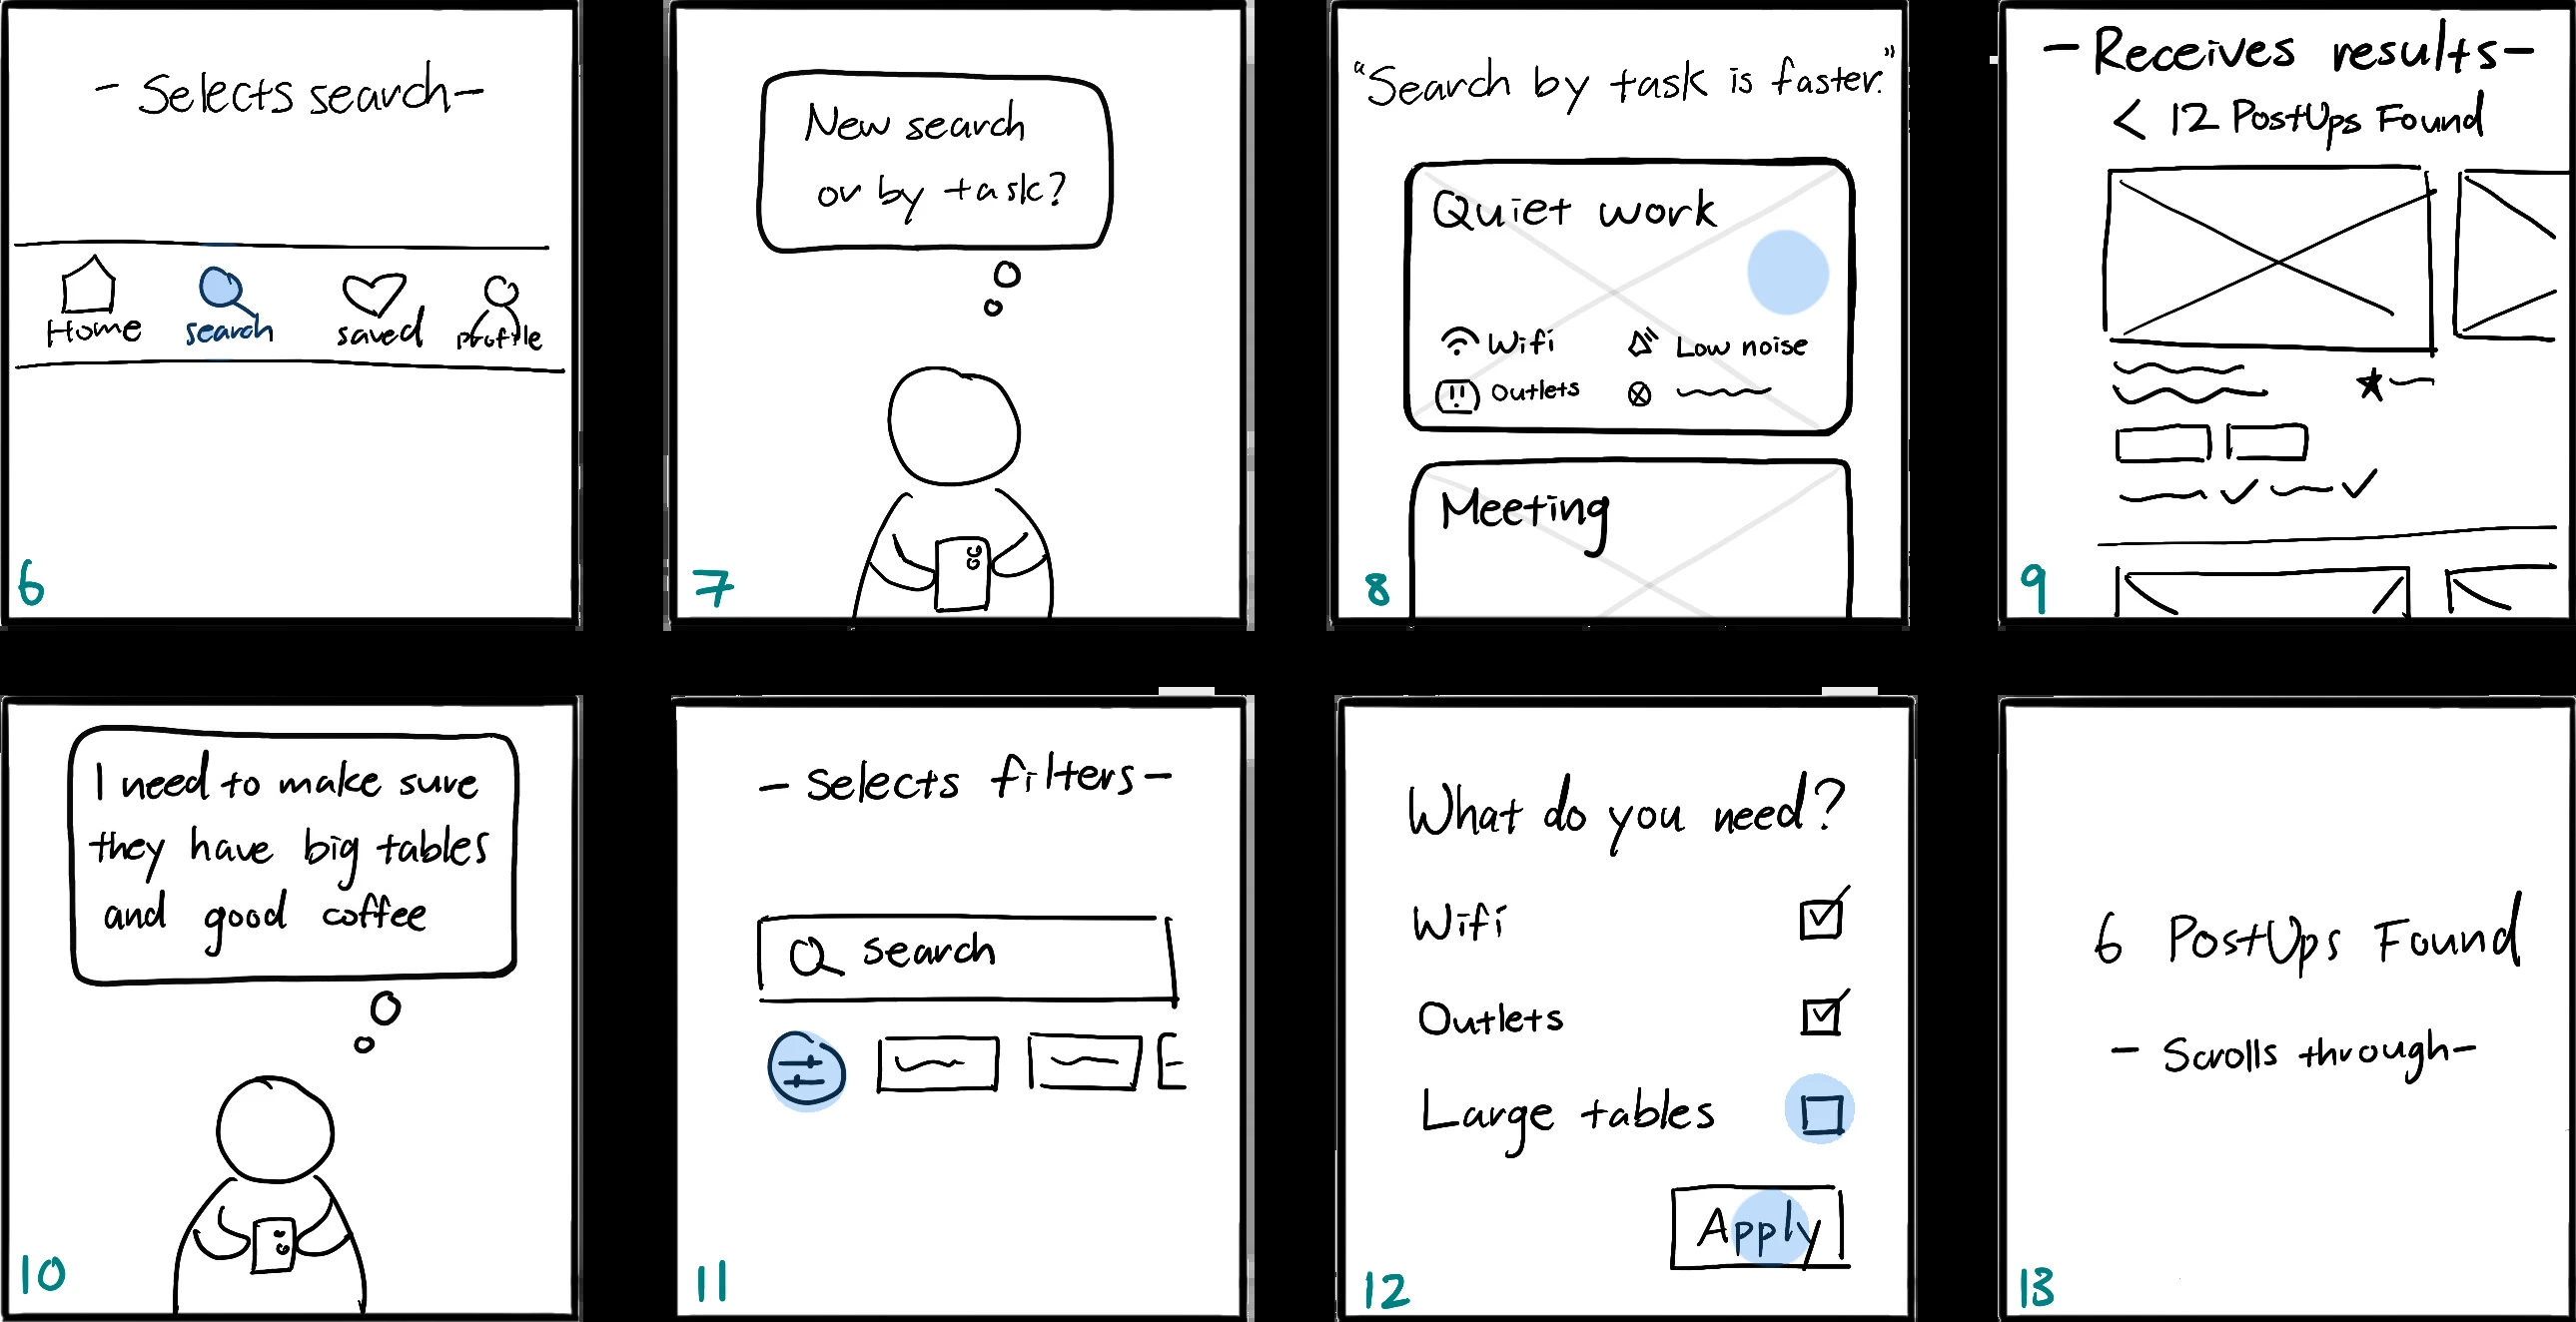 - Selects search -
Home
search
saved
profile
6
New search
or by task?
7
"Search by task is faster."
Quiet work
Wifi
Low noise
Outlets
Meeting
8
- Receives results -
< 12 PostUps Found
9
I need to make sure
they have big tables
and good coffee
10
- Selects filters -
search
11
What do you need?
Wifi
Outlets
Large tables
Apply
12
6 PostUps Found
- Scrolls through -
13